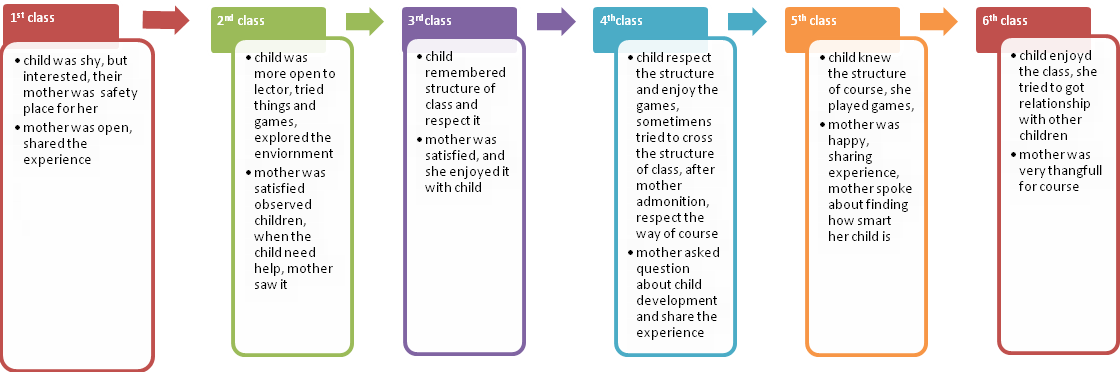 1st class
• child was shy, but
interested, their
mother was safety
place for her
• mother was open,
shared the
experience
2nd class
• child was
more open to
lector, tried
things and
games,
explored the
enviornment
• mother was
satisfied
observed
children,
when the
child need
help, mother
saw it
3rdclass
• child
remembered
structure of
class and
respect it
• mother was
satisfied, and
she enjoyed it
with child
4thclass
• child respect
the structure
and enjoy the
games,
sometimens
tried to cross
the structure
of class, after
mother
admonition,
respect the
way of course
• mother asked
question
about child
development
and share the
experience
5th class
• child knew
the structure
of course, she
played games,
• mother was
happy,
sharing
experience,
mother spoke
about finding
how smart
her child is
6th class
• child enjoyd
the class, she
tried to got
relationship
with other
children
• mother was
very thangfull
for course